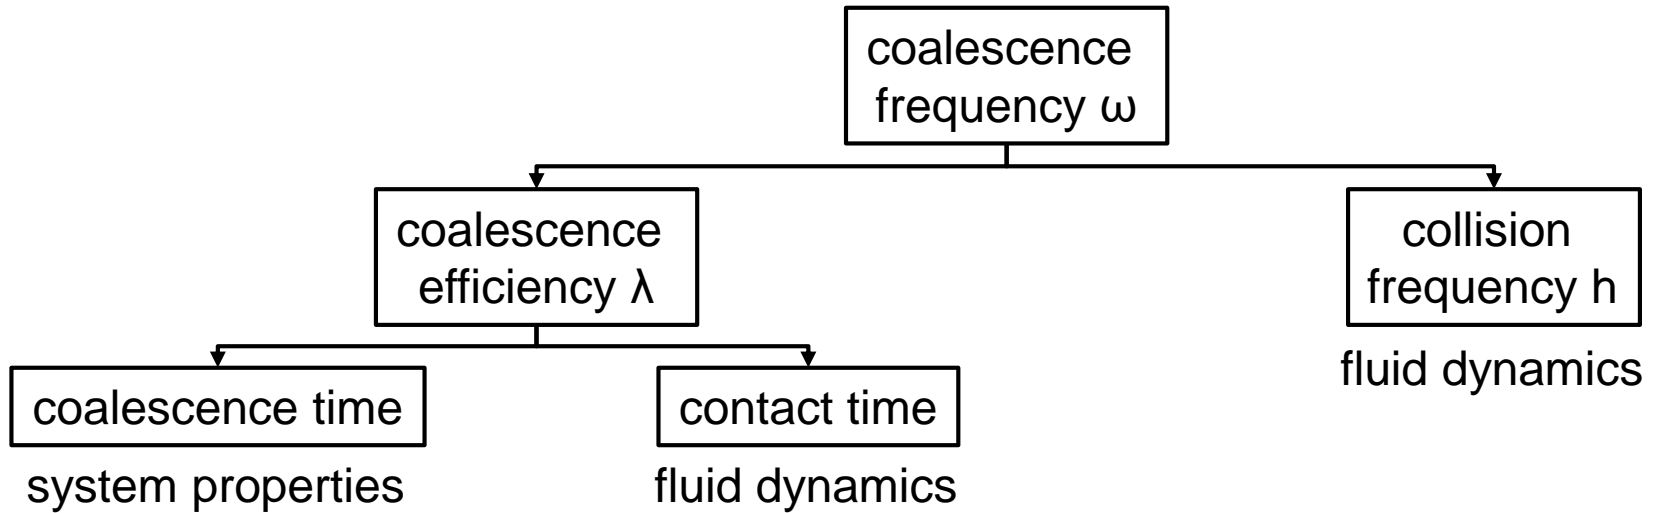 coalescence
frequency ω
coalescence
efficiency λ
collision
frequency h
fluid dynamics
coalescence time
contact time
system properties
fluid dynamics